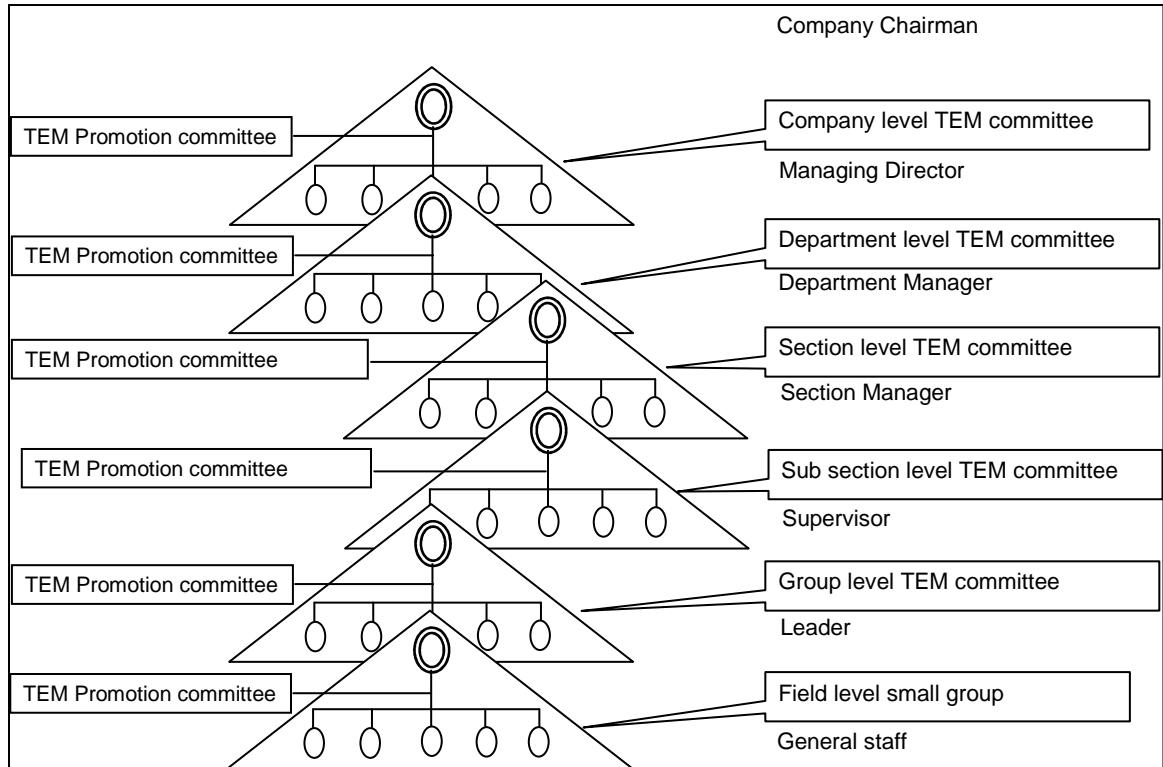 Company Chairman
TEM Promotion committee
Company level TEM committee
Managing Director
TEM Promotion committee
Department level TEM committee
Department Manager
TEM Promotion committee
Section level TEM committee
Section Manager
TEM Promotion committee
Sub section level TEM committee
Supervisor
TEM Promotion committee
Group level TEM committee
Leader
TEM Promotion committee
Field level small group
General staff